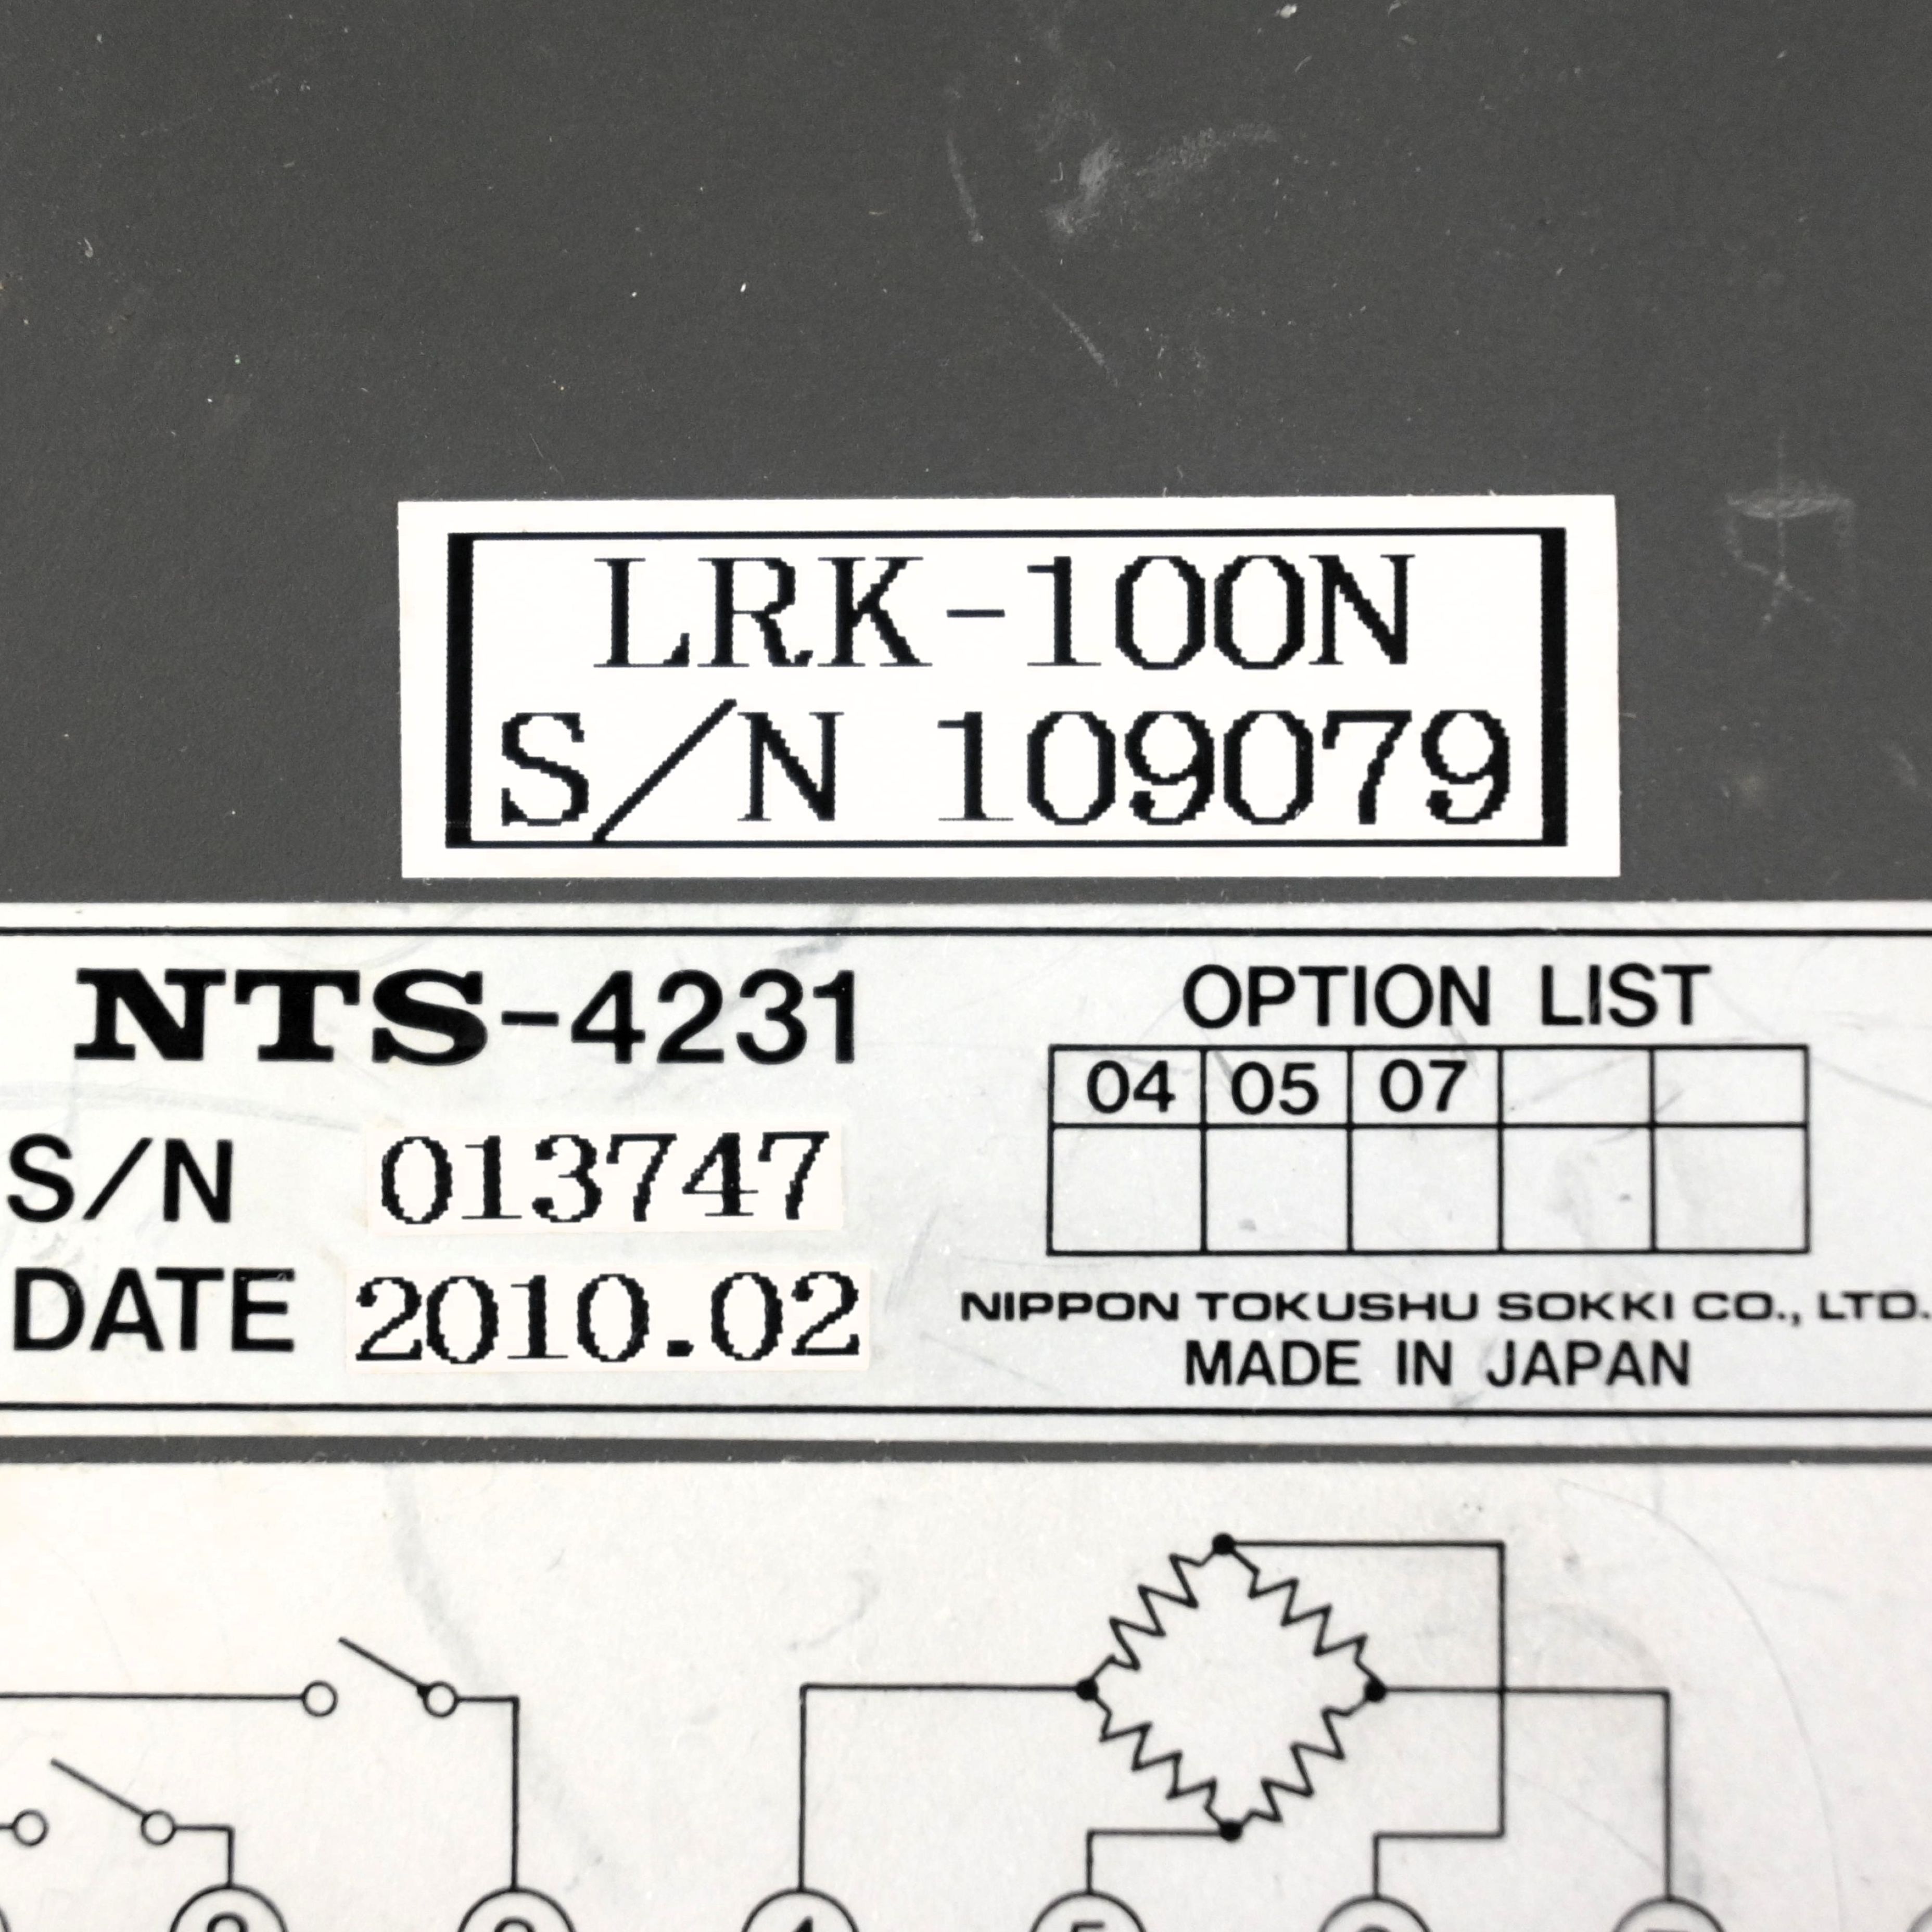 LRK-100N
S/N 109079
NTS-4231
S/N 013747
DATE 2010.02
OPTION LIST
04 05 07
NIPPON TOKUSHU SOKKI CO., LTD.
MADE IN JAPAN